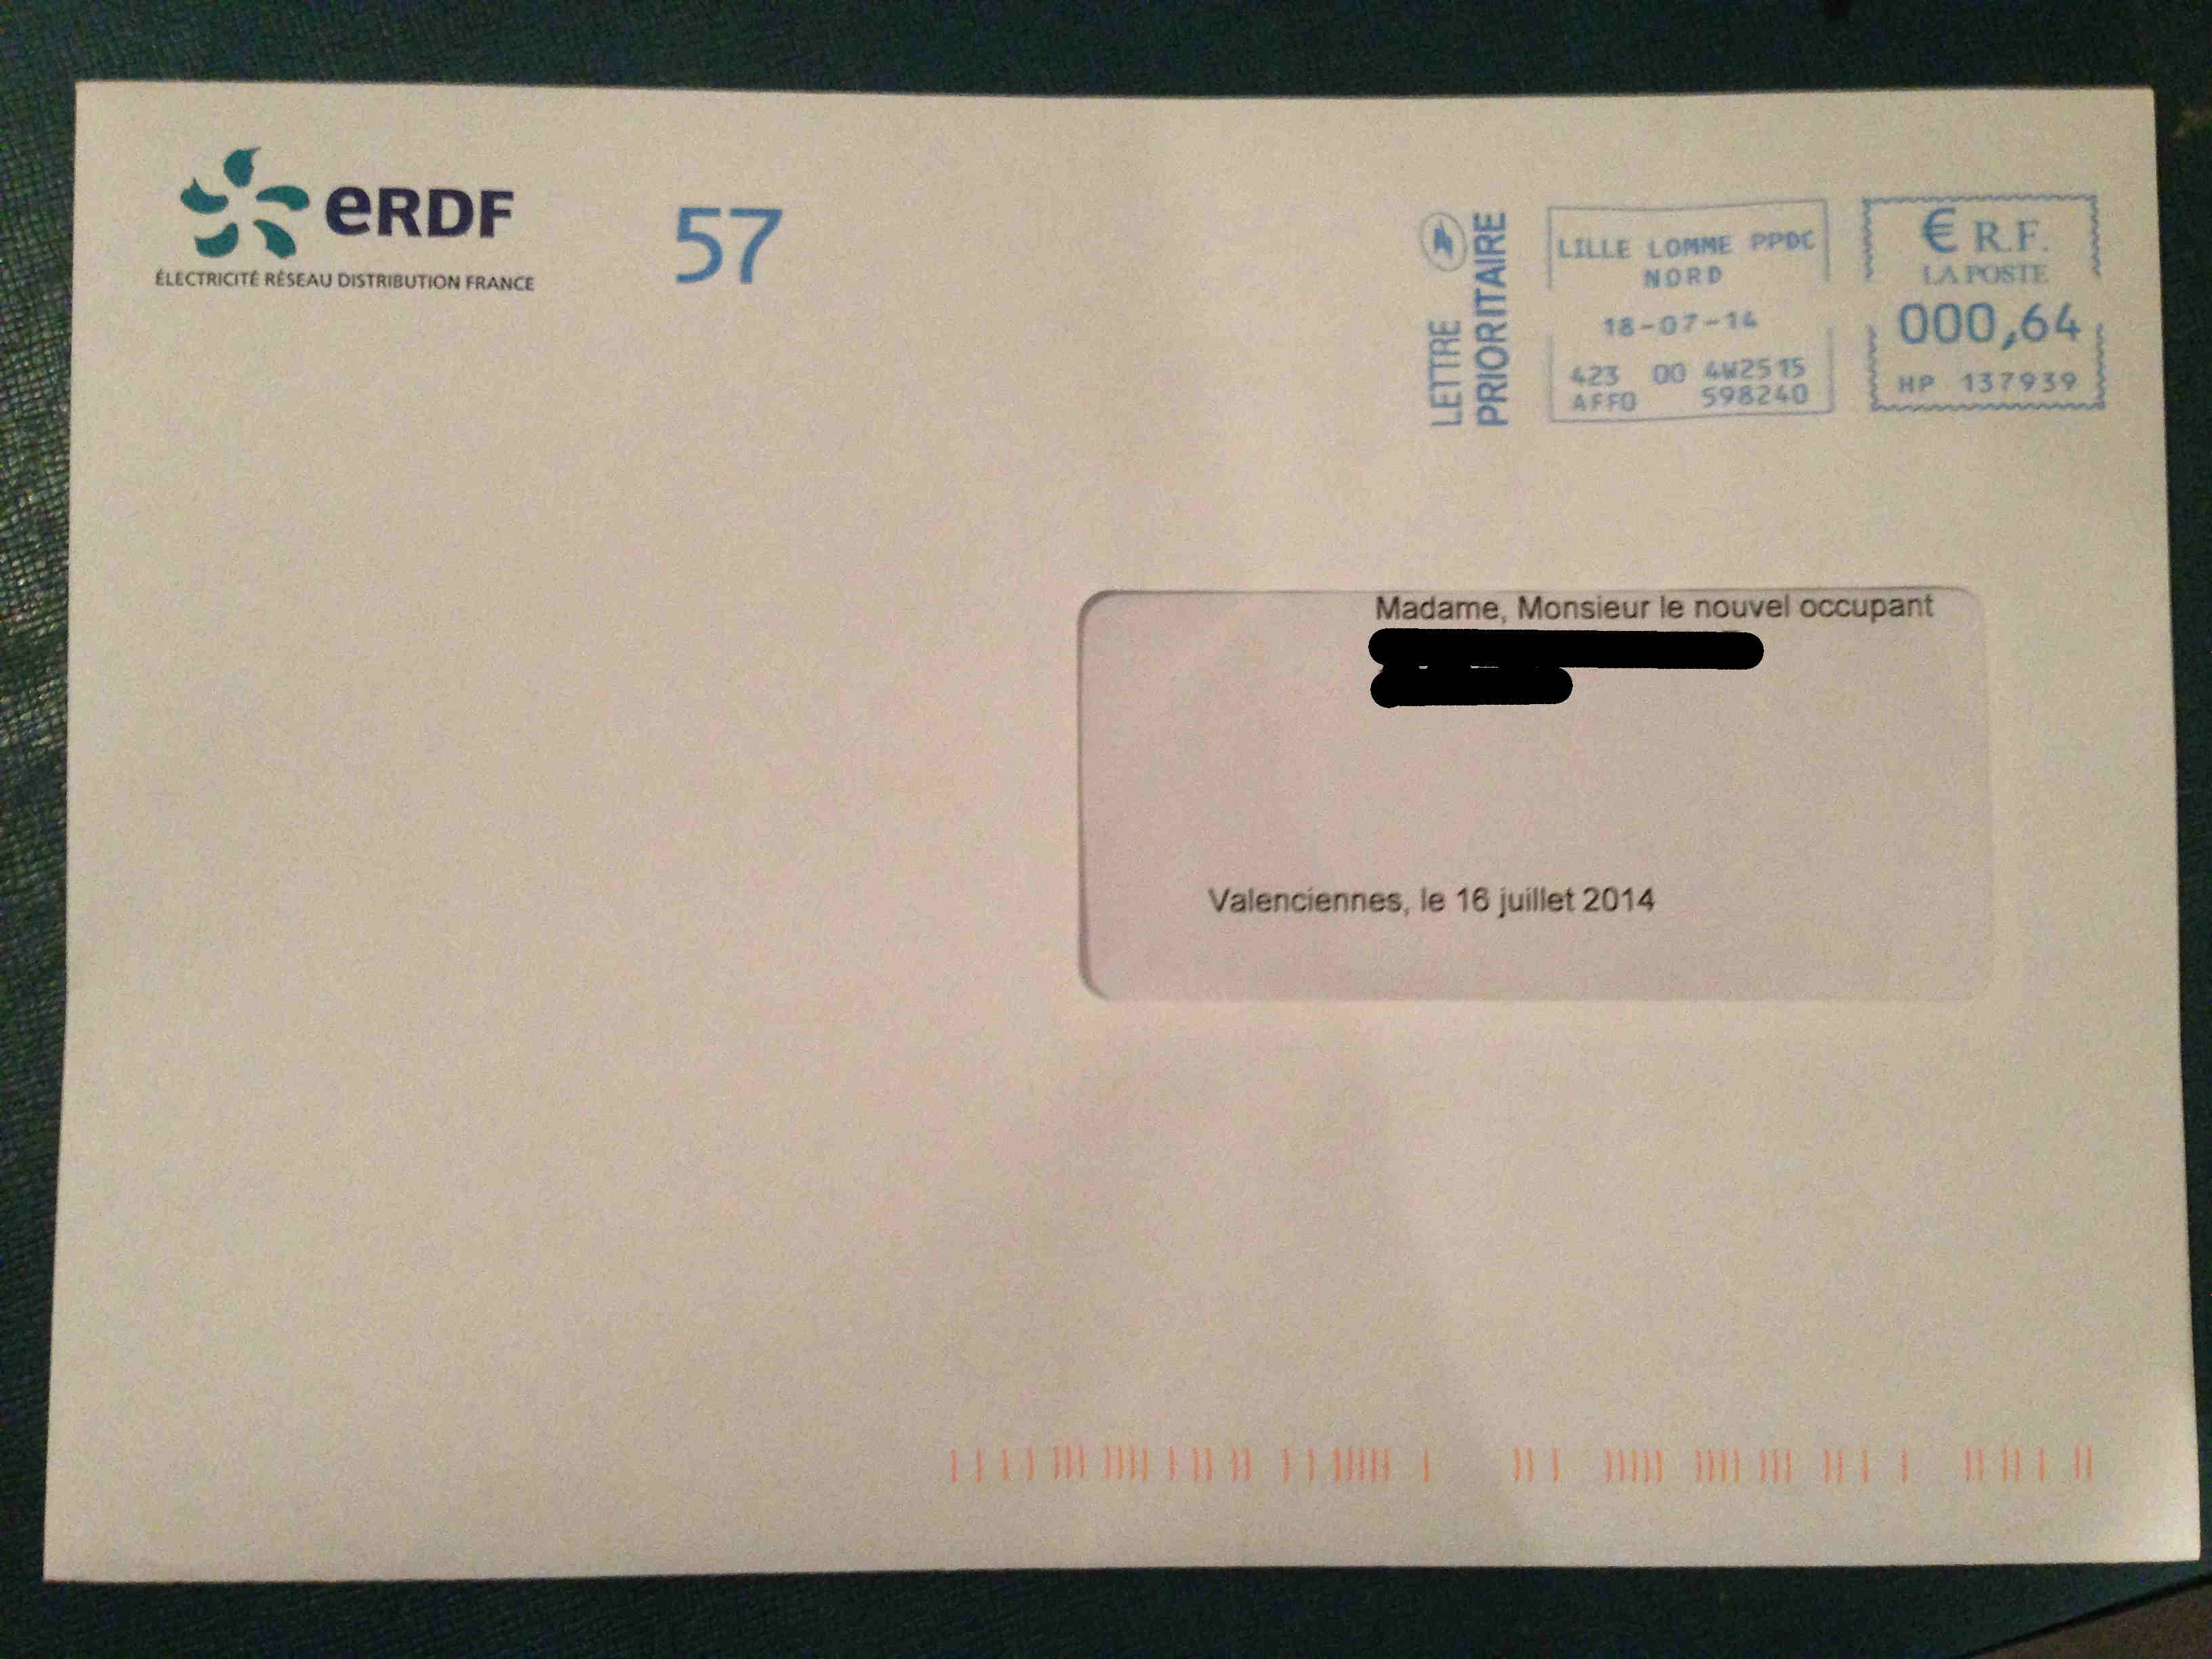 eRDF
ÉLECTRICITÉ RÉSEAU DISTRIBUTION FRANCE
57
LETTRE
PRIORITAIRE
LILLE LOMME PPDC
NORD
18-07-14
423 00 4W2515
AFFO 598240
€ R.F.
LA POSTE
000,64
HP 137939
Madame, Monsieur le nouvel occupant
Valenciennes, le 16 juillet 2014